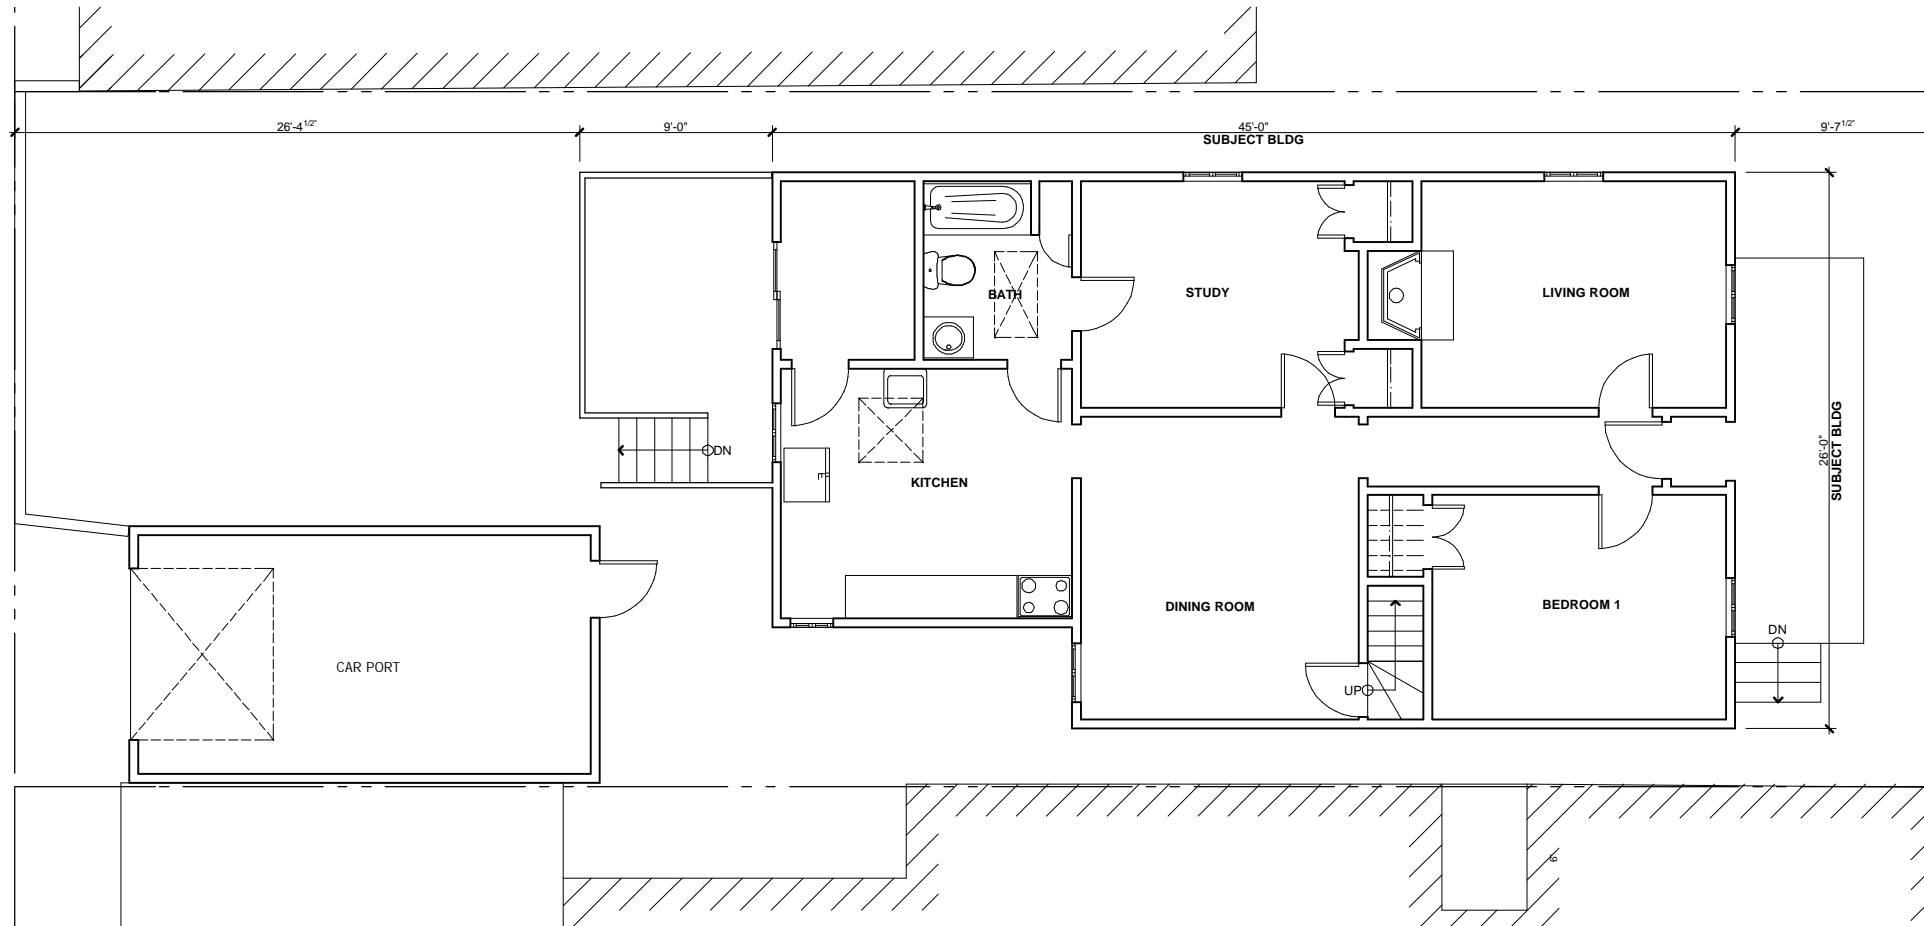 26'-4 1/2"
9'-0"
45'-0"
9'-7 1/2"
SUBJECT BLDG
BATH
STUDY
LIVING ROOM
26'-0"
SUBJECT BLDG
DN
KITCHEN
DINING ROOM
BEDROOM 1
DN
CAR PORT
UP